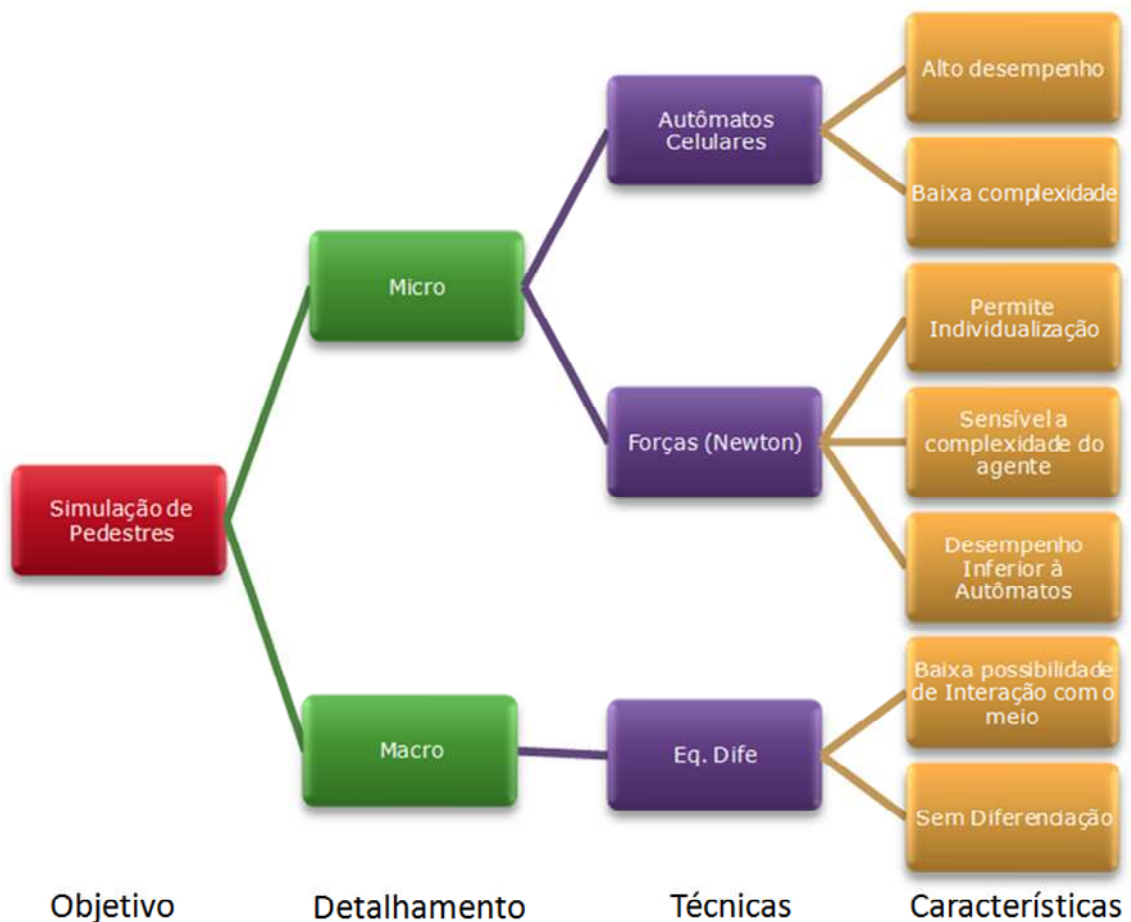 Alto desempenho
Autômatos
Celulares
Baixa complexidade
Micro
Permite
Individualização
Forças (Newton)
Sensível a
complexidade do
agente
Simulação de
Pedestres
Desempenho
Inferior à
Autômatos
Macro
Eq. Dife
Baixa possibilidade
de Interação com o
meio
Sem Diferenciação
Objetivo
Detalhamento
Técnicas
Características